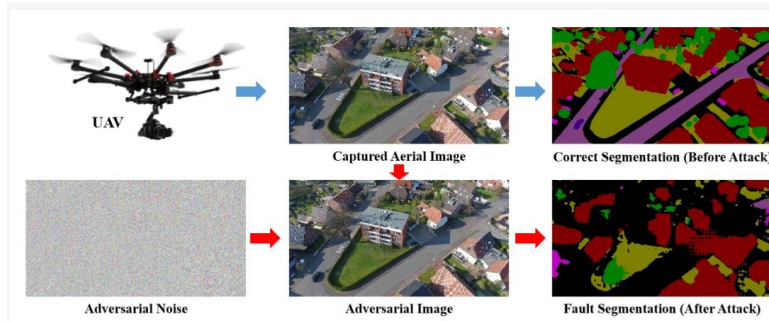 UAV
Captured Aerial Image
Correct Segmentation (Before Attack)
Adversarial Noise
Adversarial Image
Fault Segmentation (After Attack)